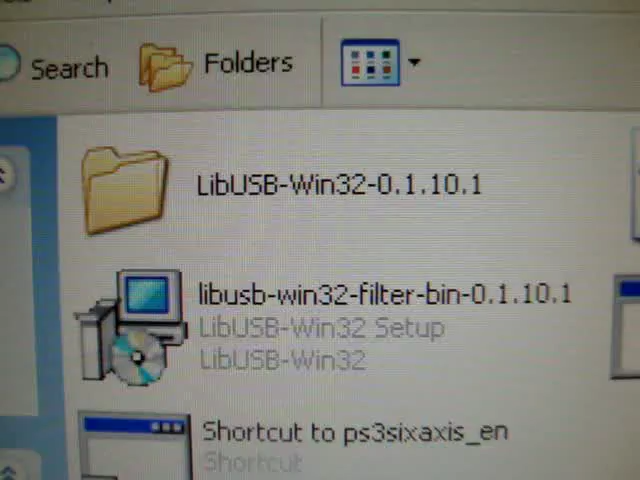 Search
Folders
LibUSB-Win32-0.1.10.1
libusb-win32-filter-bin-0.1.10.1
LibUSB-Win32 Setup
LibUSB-Win32
Shortcut to ps3sixaxis_en
Shortcut